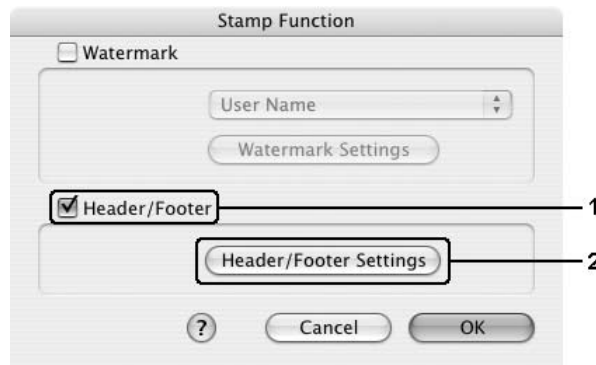 Stamp Function
Watermark
User Name
Watermark Settings
Header/Footer
1
Header/Footer Settings
2
?
Cancel
OK